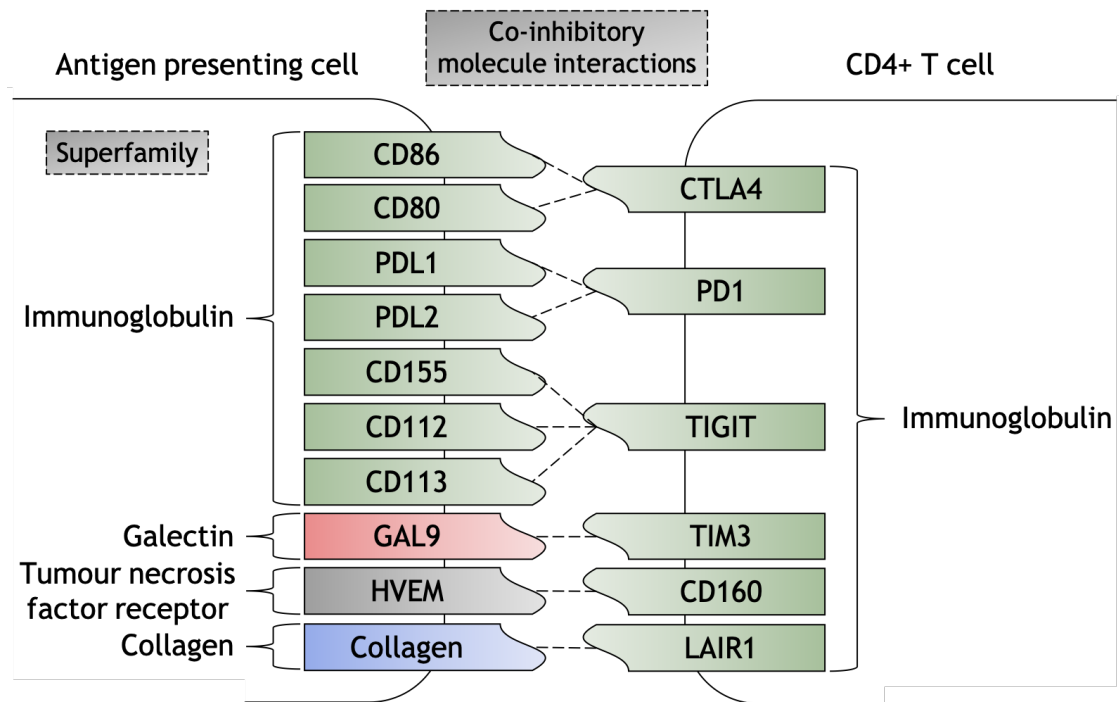 Co-inhibitory
molecule interactions
Antigen presenting cell
CD4+ T cell
Superfamily
CD86
CD80
PDL1
PDL2
CD155
CD112
CD113
GAL9
HVEM
Collagen
Immunoglobulin
Galectin
Tumour necrosis
factor receptor
Collagen
CTLA4
PD1
TIGIT
TIM3
CD160
LAIR1
Immunoglobulin